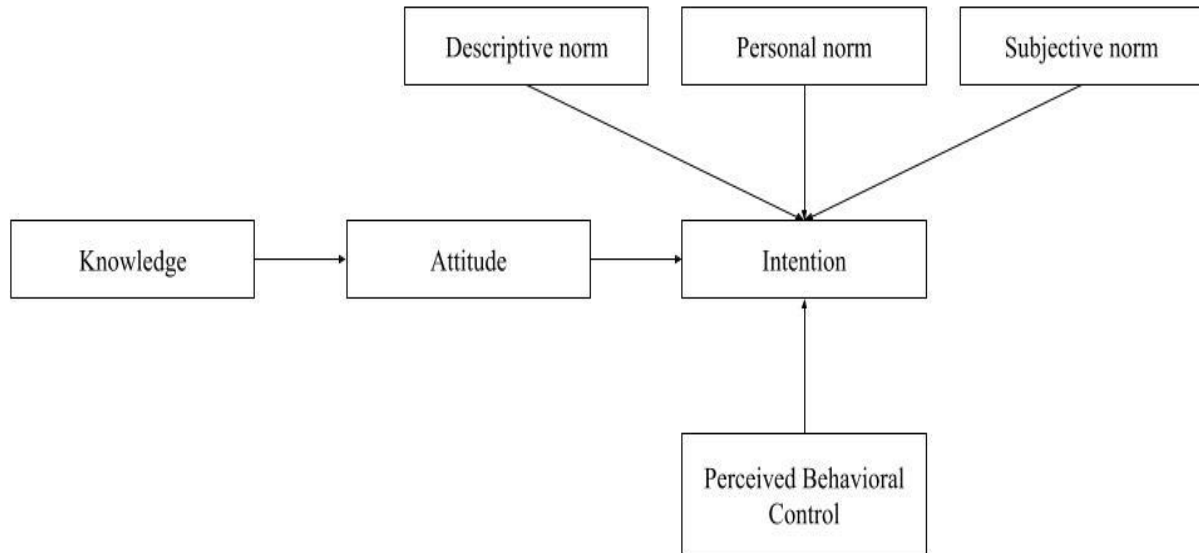 Descriptive norm
Personal norm
Subjective norm
Knowledge
Attitude
Intention
Perceived Behavioral
Control